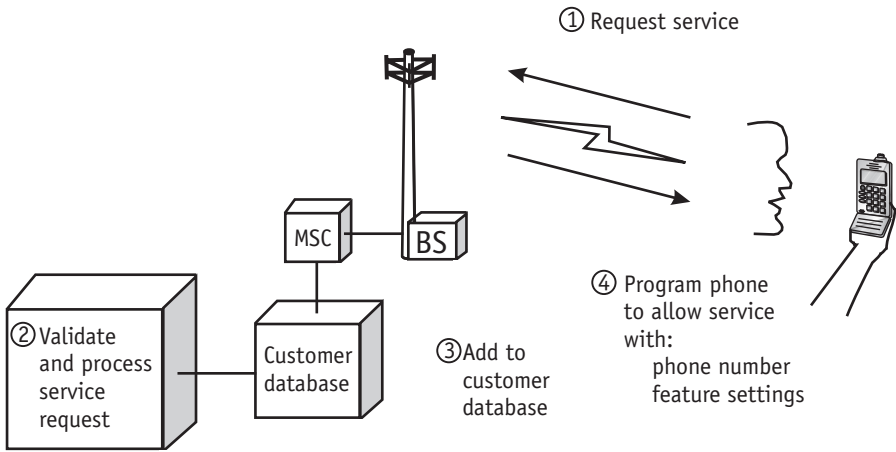 ① Request service
MSC
BS
② Validate
and process
service
request
Customer
database
③ Add to
customer
database
④ Program phone
to allow service
with:
phone number
feature settings